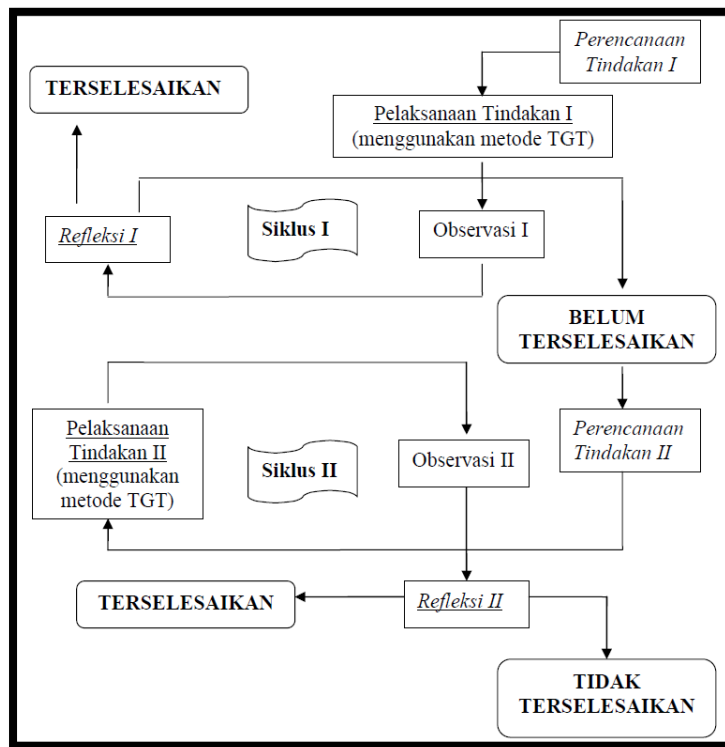 Perencanaan
Tindakan I
TERSELESAIKAN
Pelaksanaan Tindakan I
(menggunakan metode TGT)
Refleksi I
Siklus I
Observasi I
BELUM
TERSELESAIKAN
Pelaksanaan
Tindakan II
(menggunakan
metode TGT)
Siklus II
Observasi II
Perencanaan
Tindakan II
TERSELESAIKAN
Refleksi II
TIDAK
TERSELESAIKAN